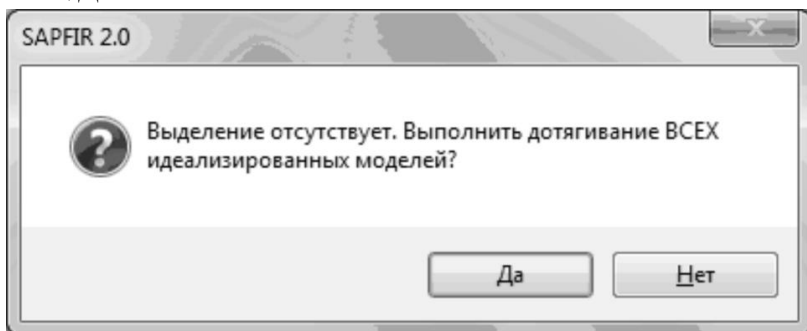 SAPFIR 2.0
Выделение отсутствует. Выполнить дотягивание ВСЕХ
идеализированных моделей?
Да
Нет